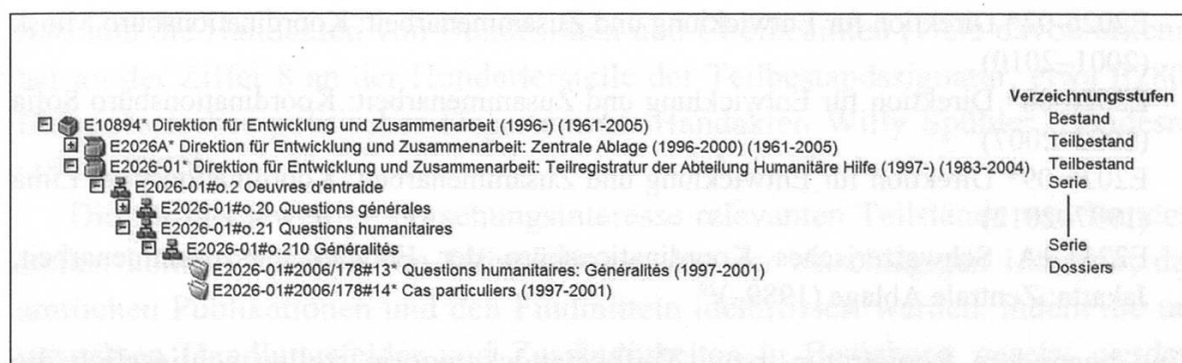 Verzeichnungsstufen
E10894* Direktion für Entwicklung und Zusammenarbeit (1996-) (1961-2005) Bestand
E2026A* Direktion für Entwicklung und Zusammenarbeit: Zentrale Ablage (1996-2000) (1961-2005) Teilbestand
E2026-01* Direktion für Entwicklung und Zusammenarbeit: Teilregistratur der Abteilung Humanitäre Hilfe (1997-) (1983-2004) Teilbestand
E2026-01#o.2 Oeuvres d'entraide Serie
E2026-01#o.20 Questions générales
E2026-01#o.21 Questions humanitaires
E2026-01#o.210 Généralités Serie
E2026-01#2006/178#13* Questions humanitaires: Généralités (1997-2001) Dossiers
E2026-01#2006/178#14* Cas particuliers (1997-2001)